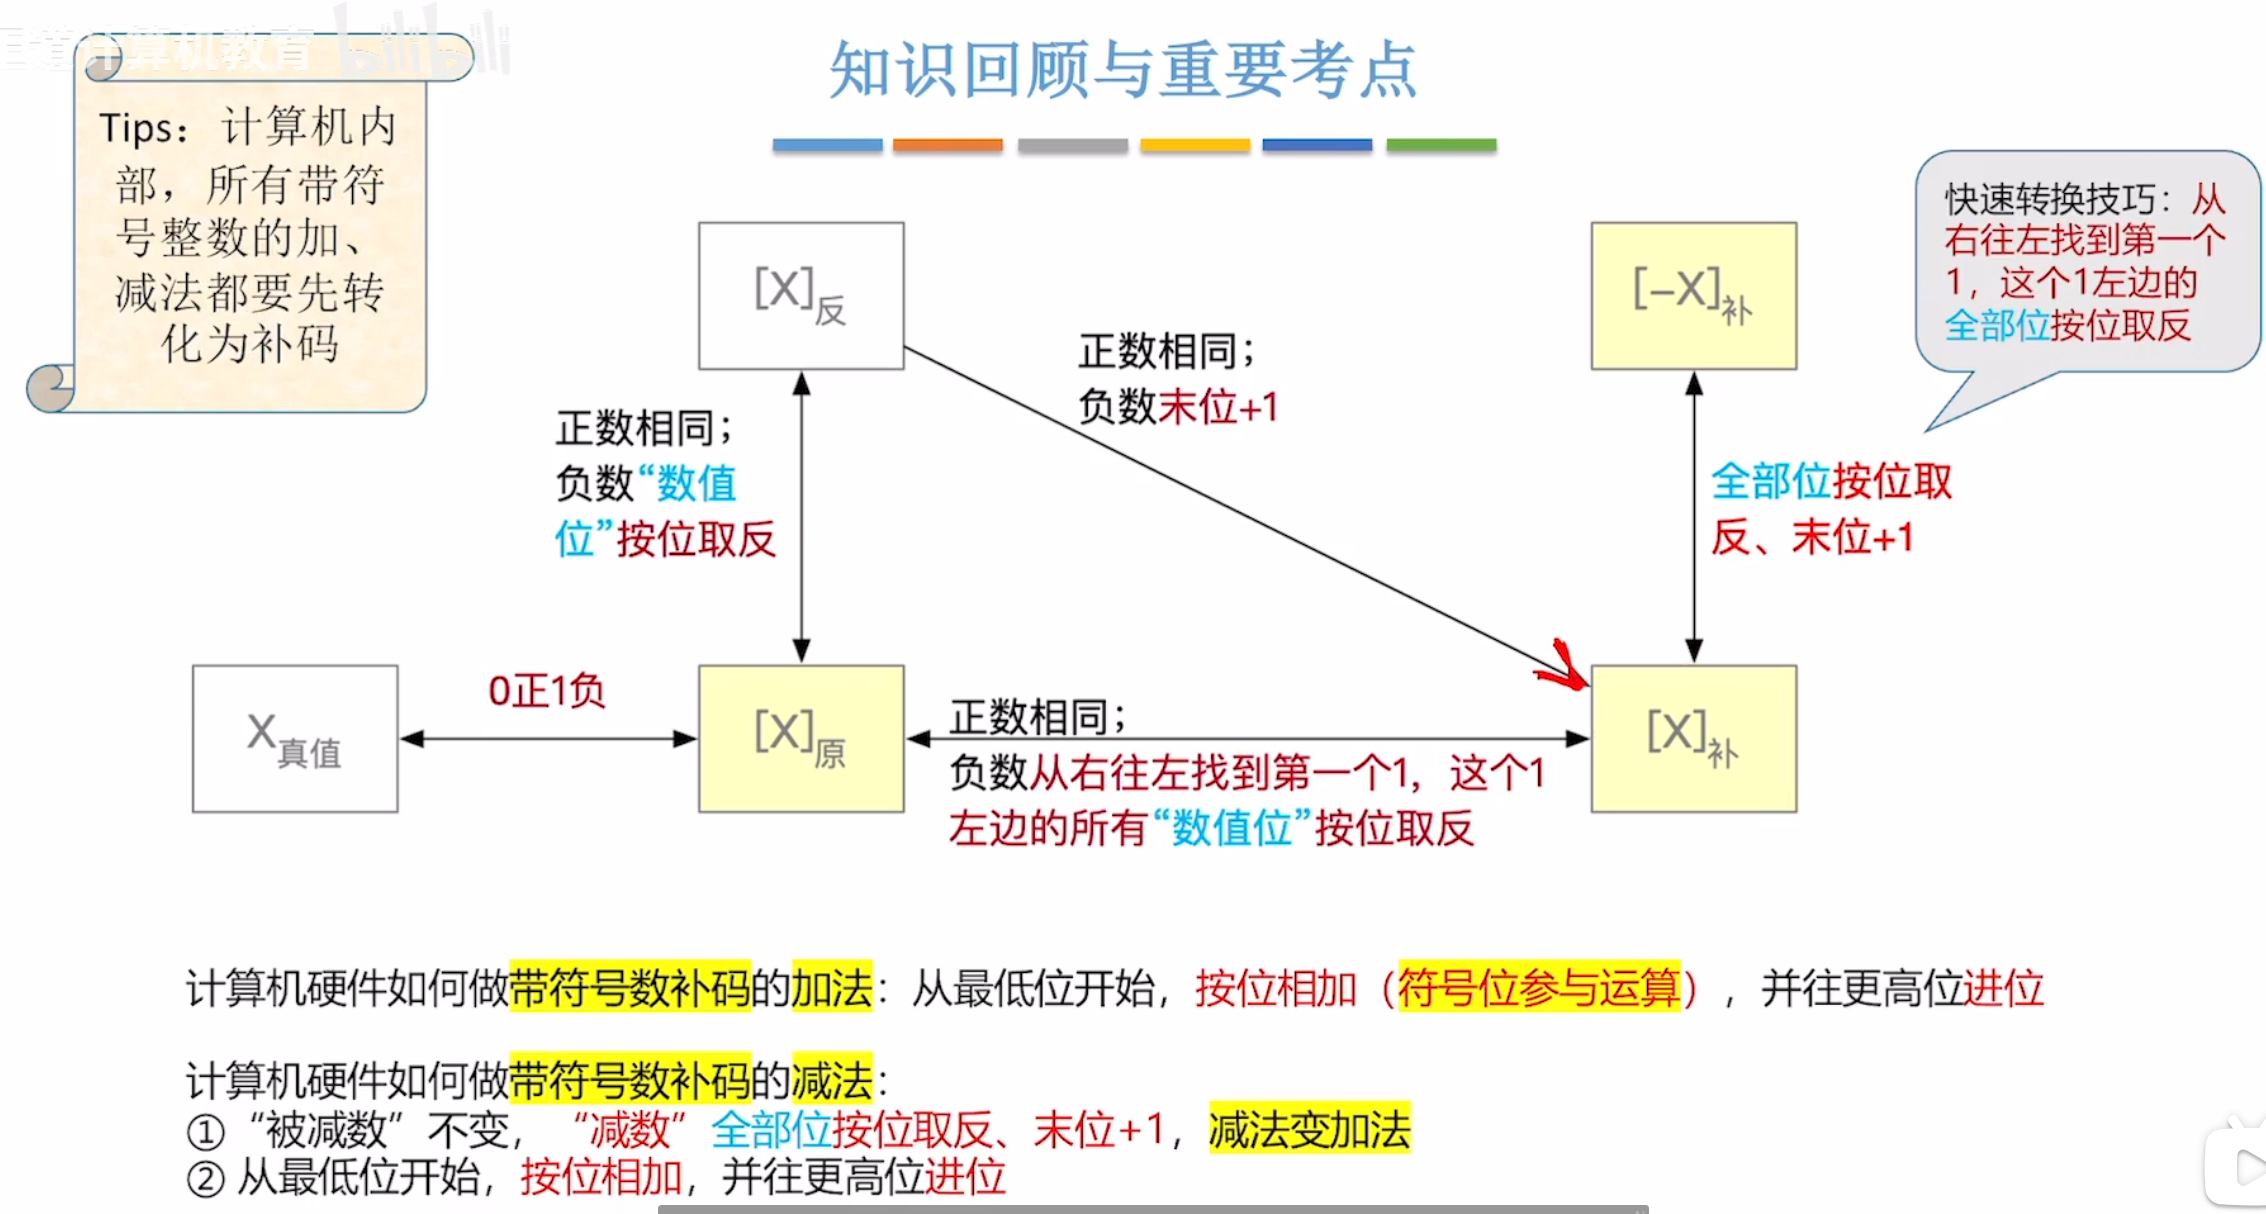 计算机教育 bilibili
知识回顾与重要考点
Tips：计算机内
部，所有带符
号整数的加、
减法都要先转
化为补码
快速转换技巧：从
右往左找到第一个
1，这个1左边的
全部位按位取反
[X]反
[-X]补
正数相同；
负数末位+1
正数相同；
负数“数值
位”按位取反
全部位按位取
反、末位+1
X真值
0正1负
[X]原
正数相同；
负数从右往左找到第一个1，这个1
左边的所有“数值位”按位取反
[X]补
计算机硬件如何做带符号数补码的加法：从最低位开始，按位相加（符号位参与运算），并往更高位进位
计算机硬件如何做带符号数补码的减法：
①“被减数”不变，“减数”全部位按位取反、末位+1，减法变加法
②从最低位开始，按位相加，并往更高位进位